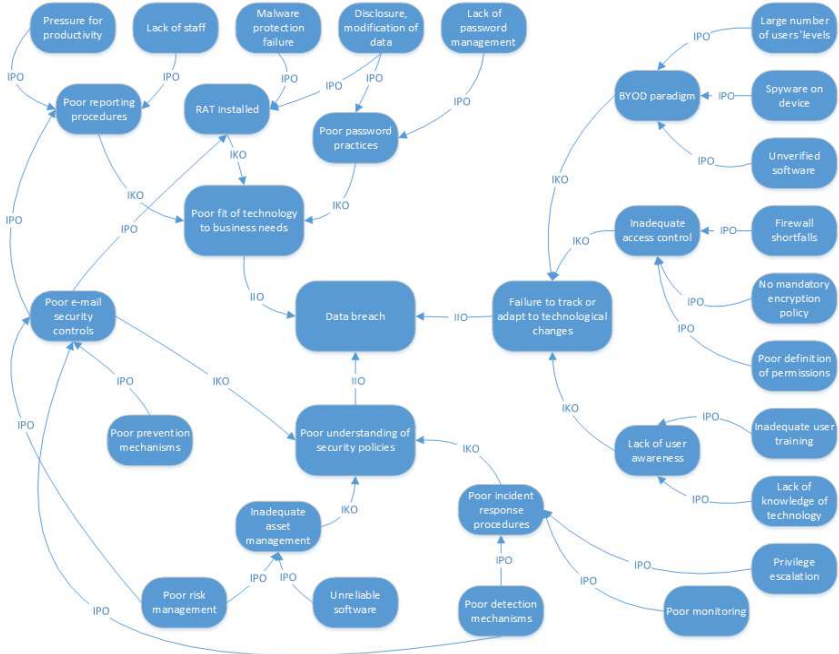 Pressure for
productivity
Lack of staff
Malware
protection
failure
Disclosure,
modification of
data
Lack of
password
management
Large number
of users'levels
IPO
IPO
IPO
IPO
IPO
IPO
IPO
Poor reporting
procedures
RAT installed
BYOD paradigm
IPO
Spyware on
device
Poor password
practices
IKO
IPO
Unverified
software
IKO
IKO
IKO
IKO
Poor fit of technology
to business needs
Inadequate
access control
IPO
Firewall
shortfalls
IPO
IPO
IKO
IIO
Poor e-mail
security
controls
Data breach
IIO
Failure to track or
adapt to technological
changes
IPO
No mandatory
encryption
policy
IPO
Poor definition
of permissions
IPO
IKO
IIO
IKO
IPO
Poor prevention
mechanisms
Poor understanding of
security policies
IKO
Lack of user
awareness
IPO
Inadequate user
training
IPO
Lack of
knowledge of
technology
Inadequate
asset
management
IKO
Poor incident
response
procedures
IPO
IPO
Privilege
escalation
Poor risk
management
IPO
IPO
Unreliable
software
Poor detection
mechanisms
IPO
Poor monitoring
IPO